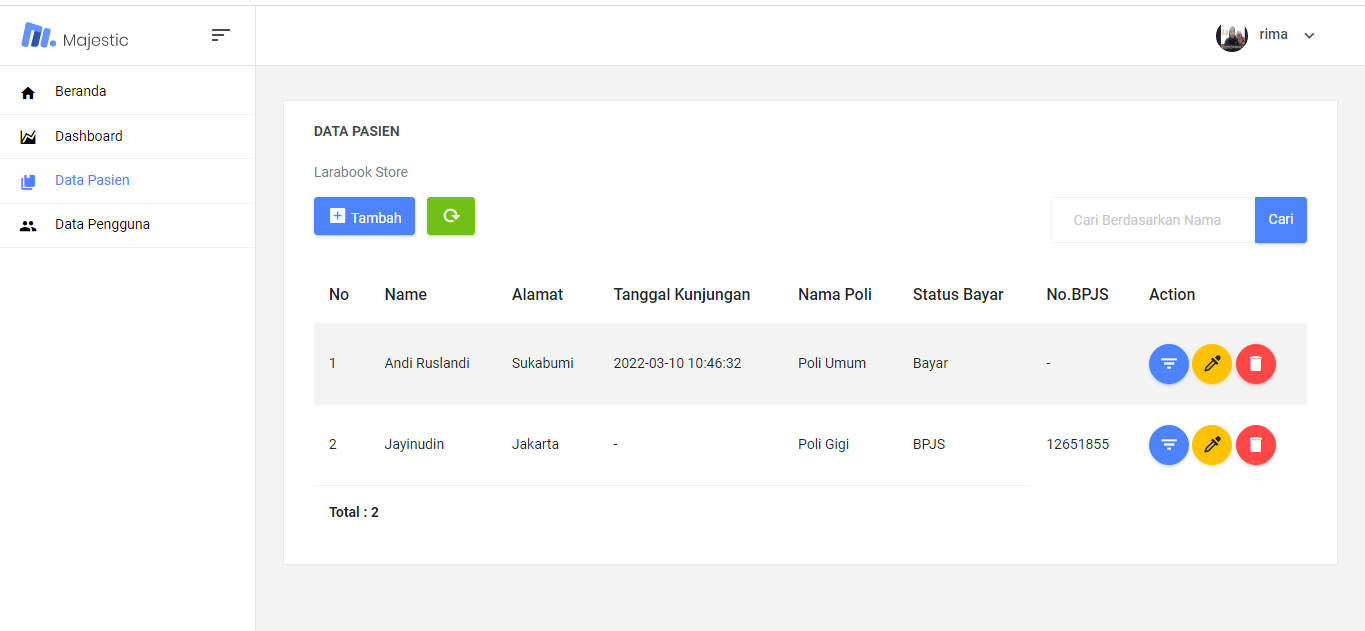 Majestic
rima
Beranda
Dashboard
Data Pasien
Data Pengguna
DATA PASIEN
Larabook Store
Tambah
Cari Berdasarkan Nama Cari
No Name Alamat Tanggal Kunjungan Nama Poli Status Bayar No.BPJS Action
1 Andi Ruslandi Sukabumi 2022-03-10 10:46:32 Poli Umum Bayar -
2 Jayinudin Jakarta - Poli Gigi BPJS 12651855
Total : 2